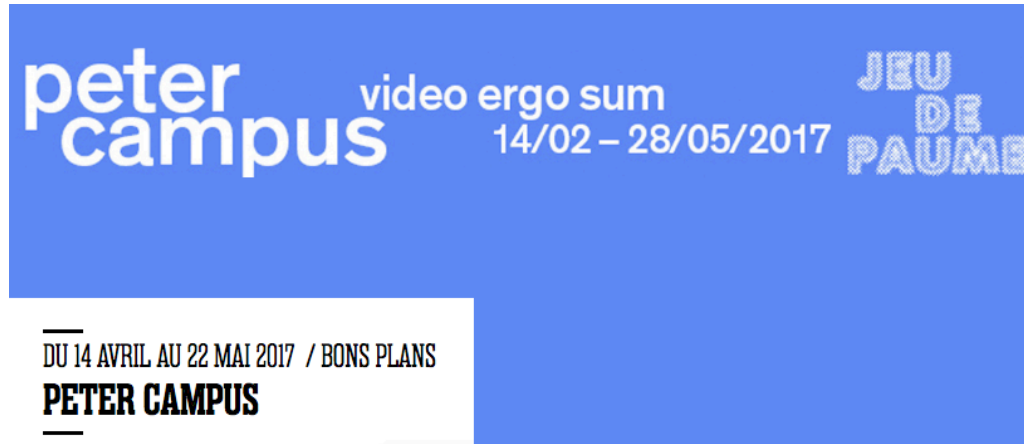 peter
campus
video ergo sum
14/02 – 28/05/2017
JEU
DE
PAUME
DU 14 AVRIL AU 22 MAI 2017 / BONS PLANS
PETER CAMPUS